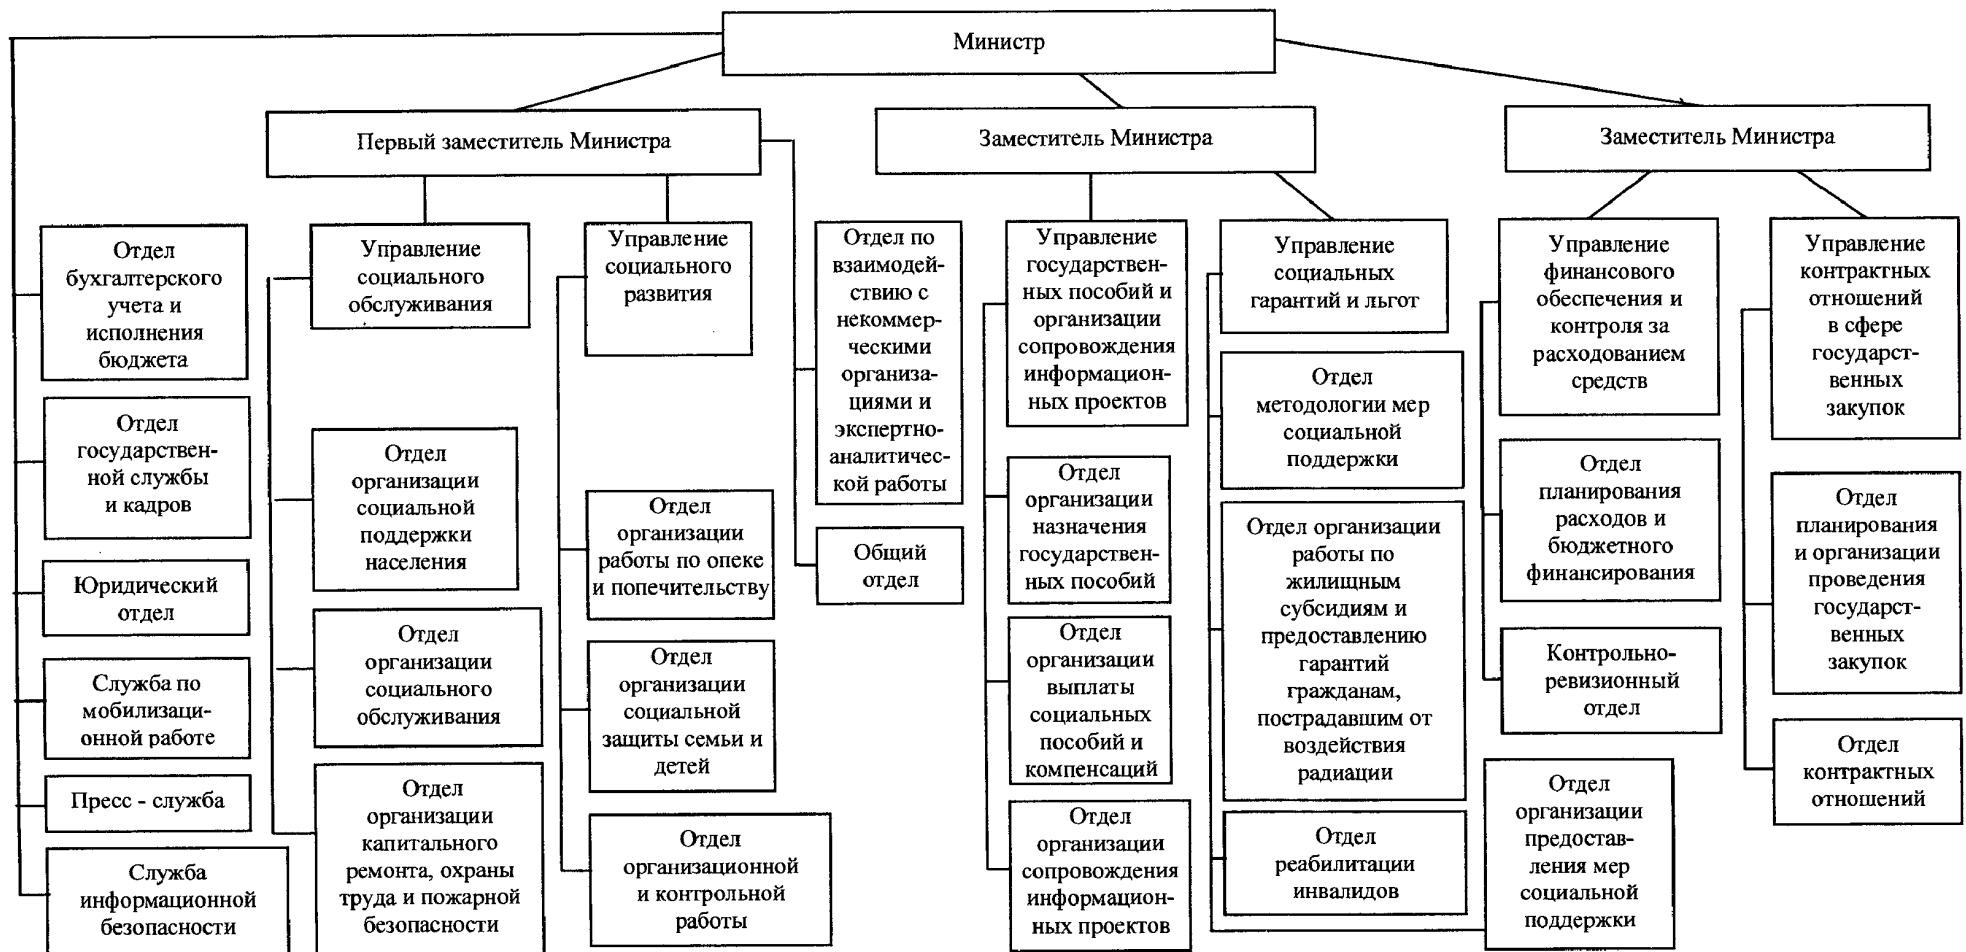 Министр
Первый заместитель Министра
Заместитель Министра
Заместитель Министра
Отдел
бухгалтерского
учета и
исполнения
бюджета
Отдел
государствен-
ной службы
и кадров
Юридический
отдел
Служба по
мобилизаци-
онной работе
Пресс - служба
Служба
информационной
безопасности
Управление
социального
обслуживания
Отдел
организации
социальной
поддержки
населения
Отдел
организации
социального
обслуживания
Отдел
организации
капитального
ремонта, охраны
труда и пожарной
безопасности
Управление
социального
развития
Отдел
организации
работы по опеке
и попечительству
Отдел
организации
социальной
защиты семьи и
детей
Отдел
организационной
и контрольной
работы
Отдел по
взаимодей-
ствию с
некоммер-
ческими
организа-
циями и
экспертно-
аналитичес-
кой работы
Общий
отдел
Управление
государствен-
ных пособий и
организации
сопровождения
информацион-
ных проектов
Отдел
организации
назначения
государствен-
ных пособий
Отдел
организации
выплаты
социальных
пособий и
компенсаций
Отдел
организации
сопровождения
информацион-
ных проектов
Управление
социальных
гарантий и льгот
Отдел
методологии мер
социальной
поддержки
Отдел организации
работы по
жилищным
субсидиям и
предоставлению
гарантий
гражданам,
пострадавшим от
воздействия
радиации
Отдел
реабилитации
инвалидов
Отдел
организации
предостав-
ления мер
социальной
поддержки
Управление
финансового
обеспечения и
контроля за
расходованием
средств
Отдел
планирования
расходов и
бюджетного
финансирования
Контрольно-
ревизионный
отдел
Управление
контрактных
отношений
в сфере
государст-
венных
закупок
Отдел
планирования
и организации
проведения
государст-
венных
закупок
Отдел
контрактных
отношений